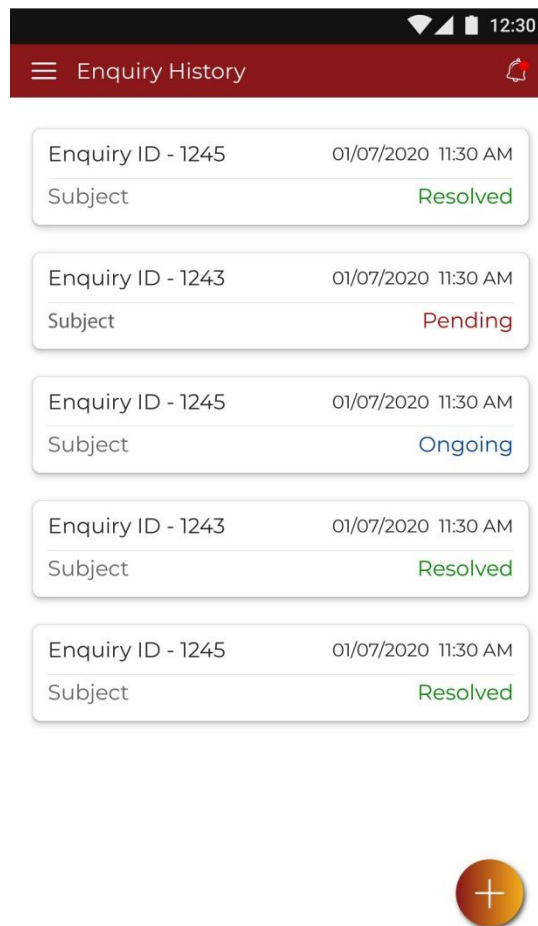 12:30
Enquiry History
Enquiry ID - 1245 01/07/2020 11:30 AM
Subject Resolved
Enquiry ID - 1243 01/07/2020 11:30 AM
Subject Pending
Enquiry ID - 1245 01/07/2020 11:30 AM
Subject Ongoing
Enquiry ID - 1243 01/07/2020 11:30 AM
Subject Resolved
Enquiry ID - 1245 01/07/2020 11:30 AM
Subject Resolved